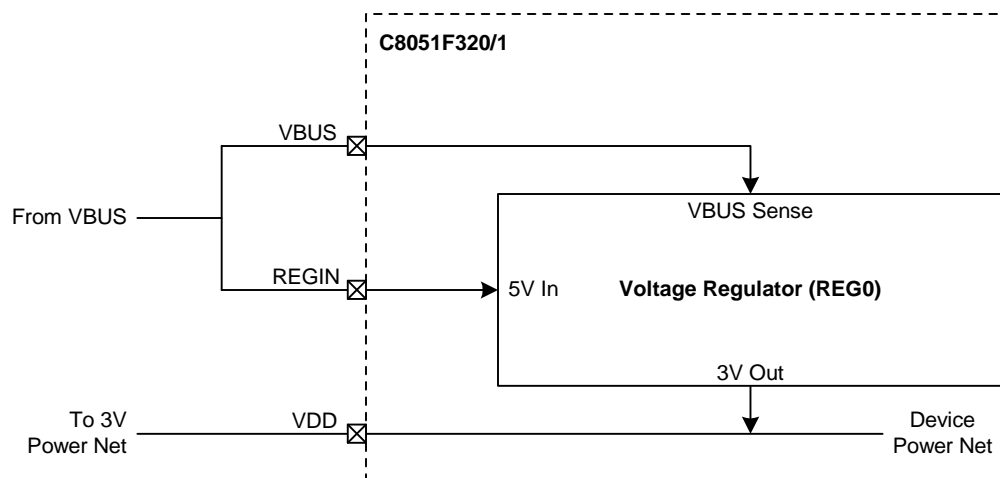 C8051F320/1
VBUS
From VBUS
VBUS Sense
REGIN
5V In
Voltage Regulator (REG0)
3V Out
To 3V
Power Net
VDD
Device
Power Net